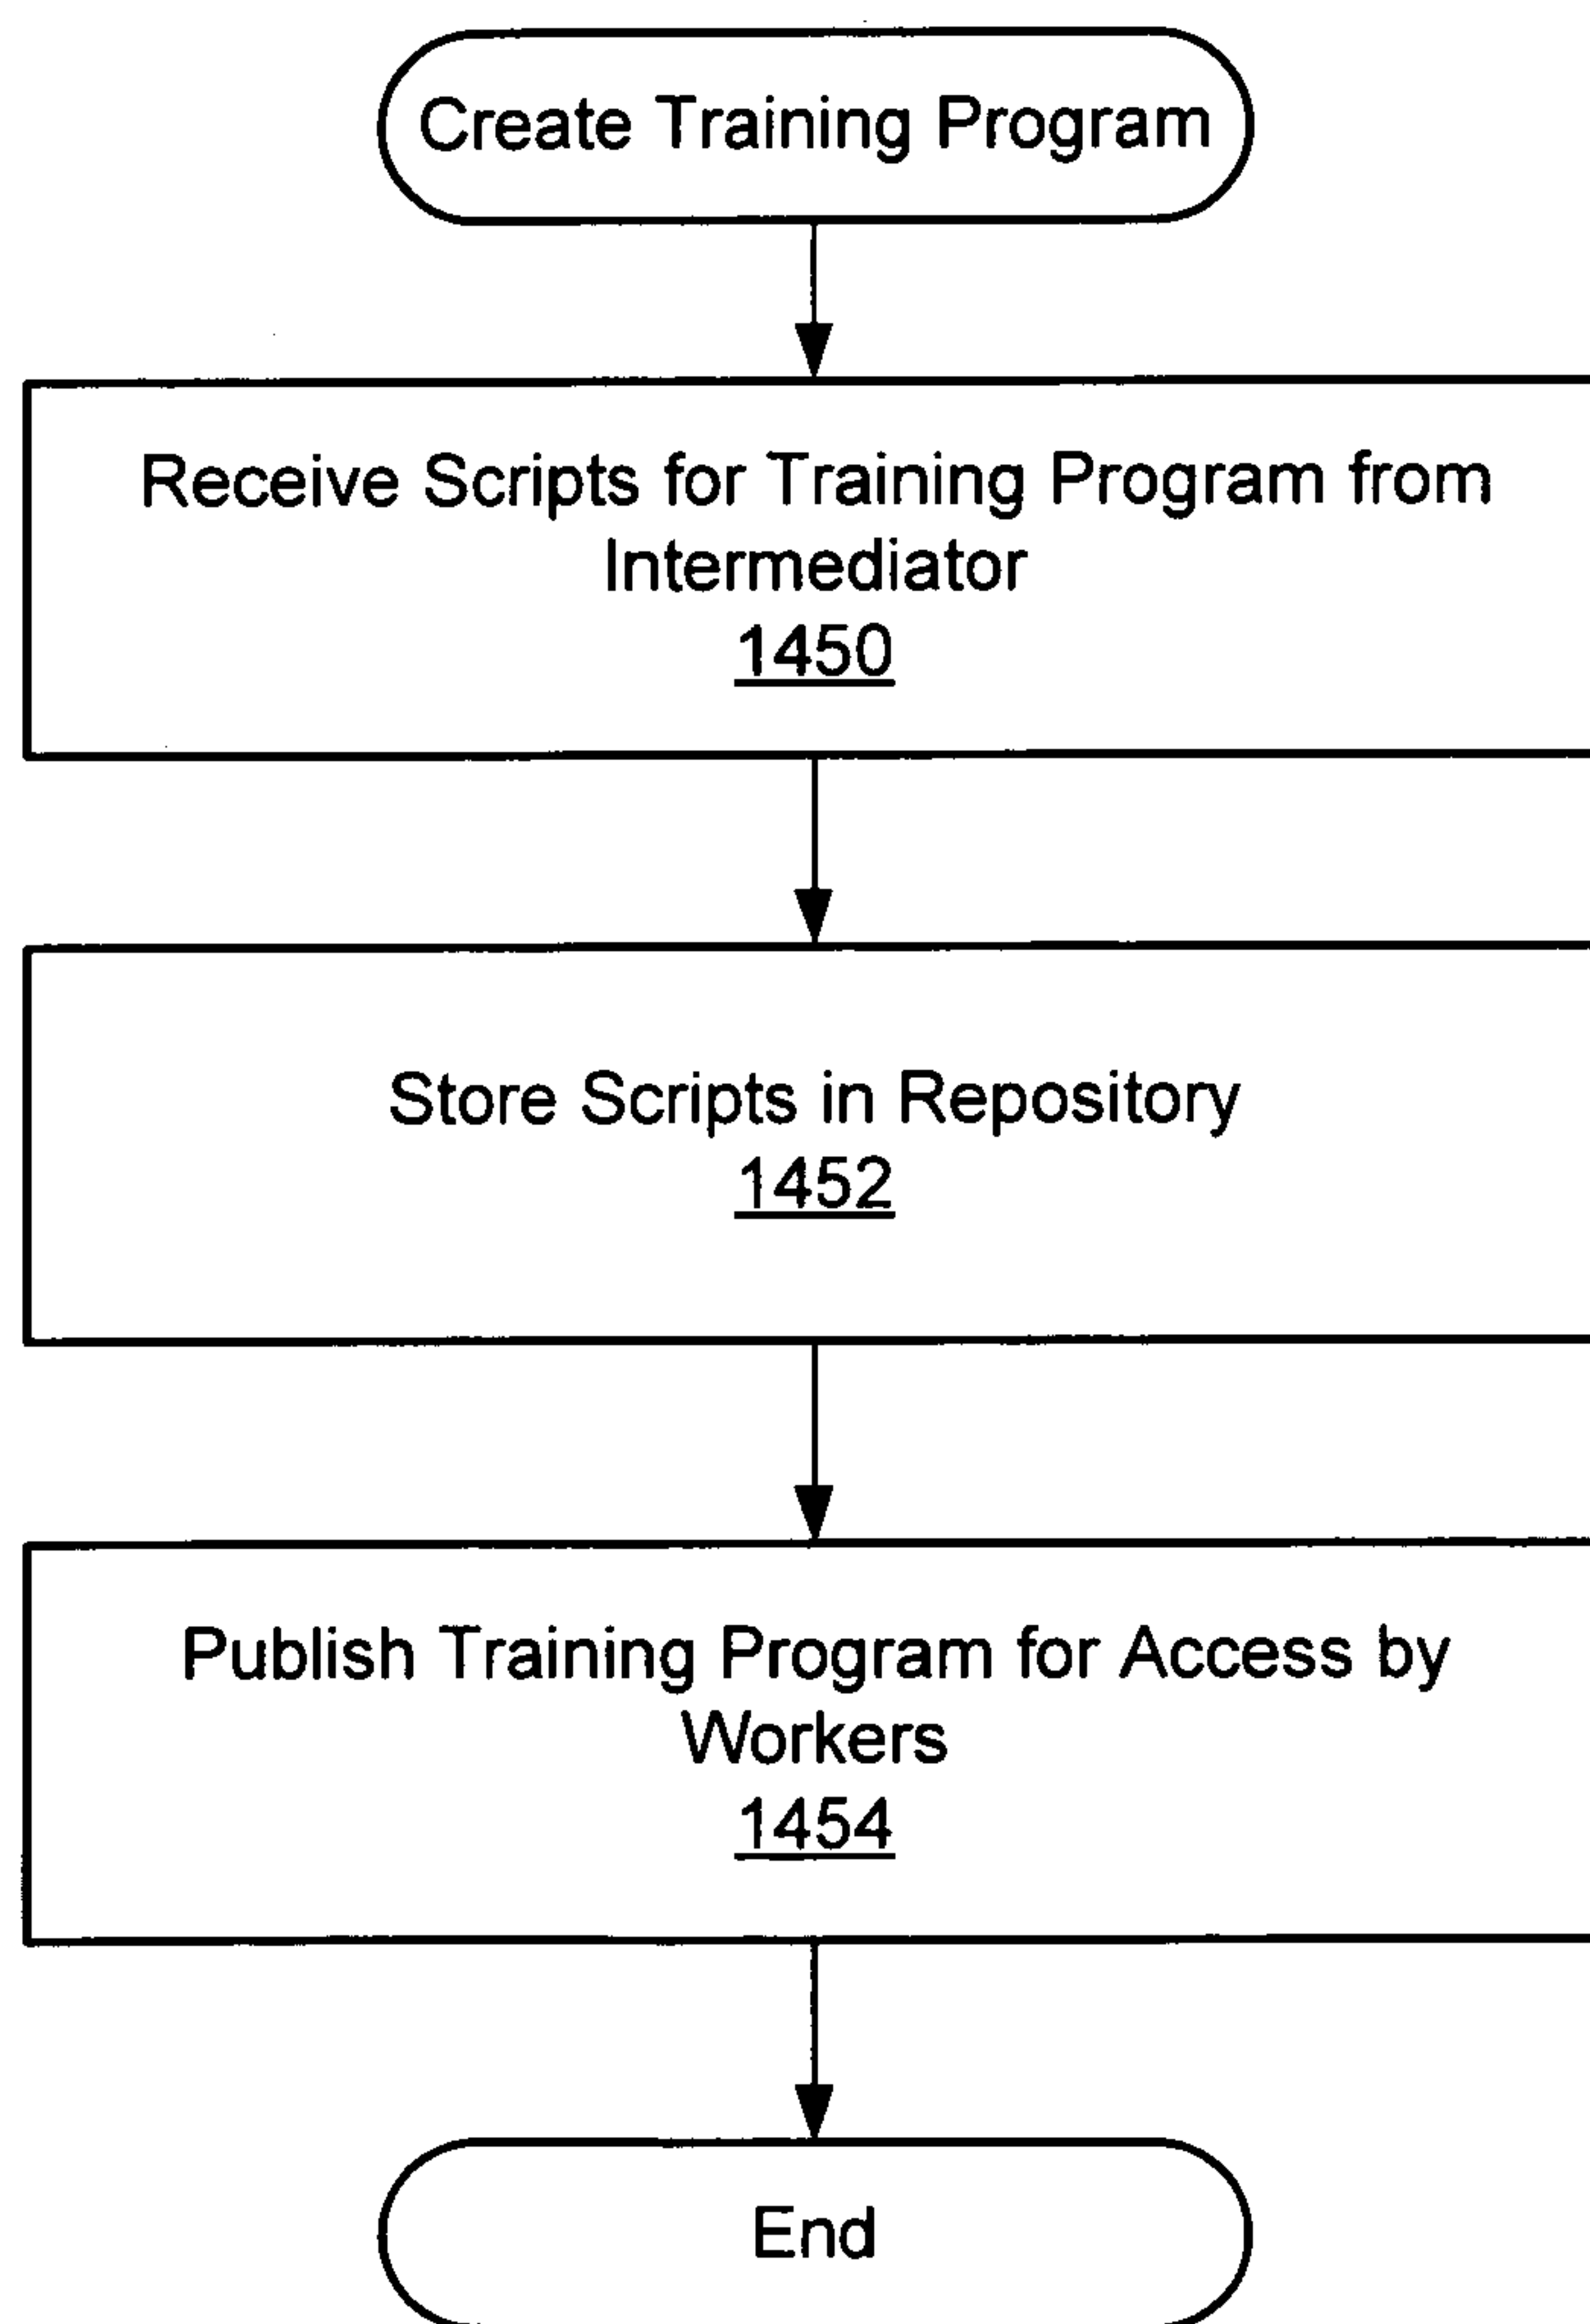 Create Training Program
Receive Scripts for Training Program from
Intermediator
1450
Store Scripts in Repository
1452
Publish Training Program for Access by
Workers
1454
End